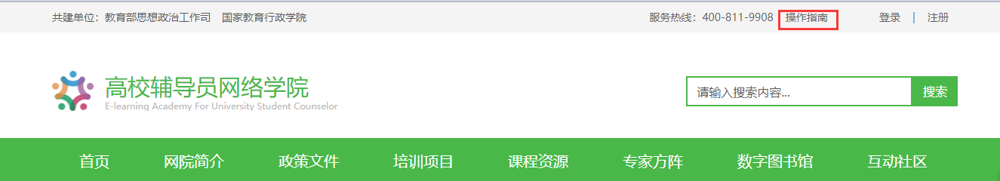 共建单位：教育部思想政治工作司 国家教育行政学院 服务热线：400-811-9908 操作指南 登录 | 注册
高校辅导员网络学院
E-learning Academy For University Student Counselor
请输入搜索内容... 搜索
首页 网院简介 政策文件 培训项目 课程资源 专家方阵 数字图书馆 互动社区